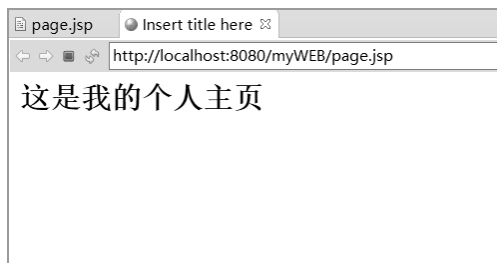 page.jsp Insert title here
http://localhost:8080/myWEB/page.jsp
这是我的个人主页